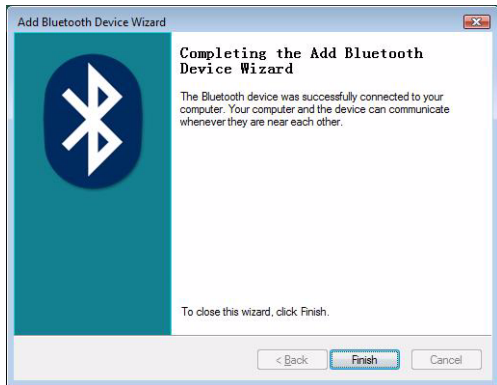 Add Bluetooth Device Wizard
Completing the Add Bluetooth
Device Wizard
The Bluetooth device was successfully connected to your
computer. Your computer and the device can communicate
whenever they are near each other.
To close this wizard, click Finish.
< Back Finish Cancel